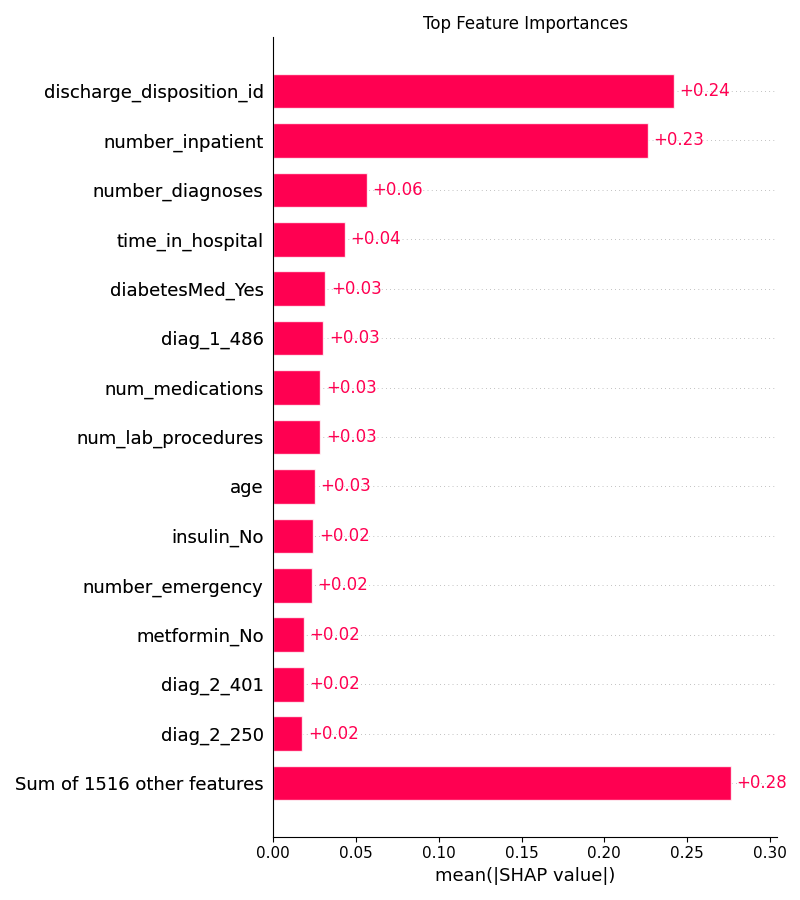 Top Feature Importances
discharge_disposition_id +0.24
number_inpatient +0.23
number_diagnoses +0.06
time_in_hospital +0.04
diabetesMed_Yes +0.03
diag_1_486 +0.03
num_medications +0.03
num_lab_procedures +0.03
age +0.03
insulin_No +0.02
number_emergency +0.02
metformin_No +0.02
diag_2_401 +0.02
diag_2_250 +0.02
Sum of 1516 other features +0.28
0.00 0.05 0.10 0.15 0.20 0.25 0.30
mean(|SHAP value|)